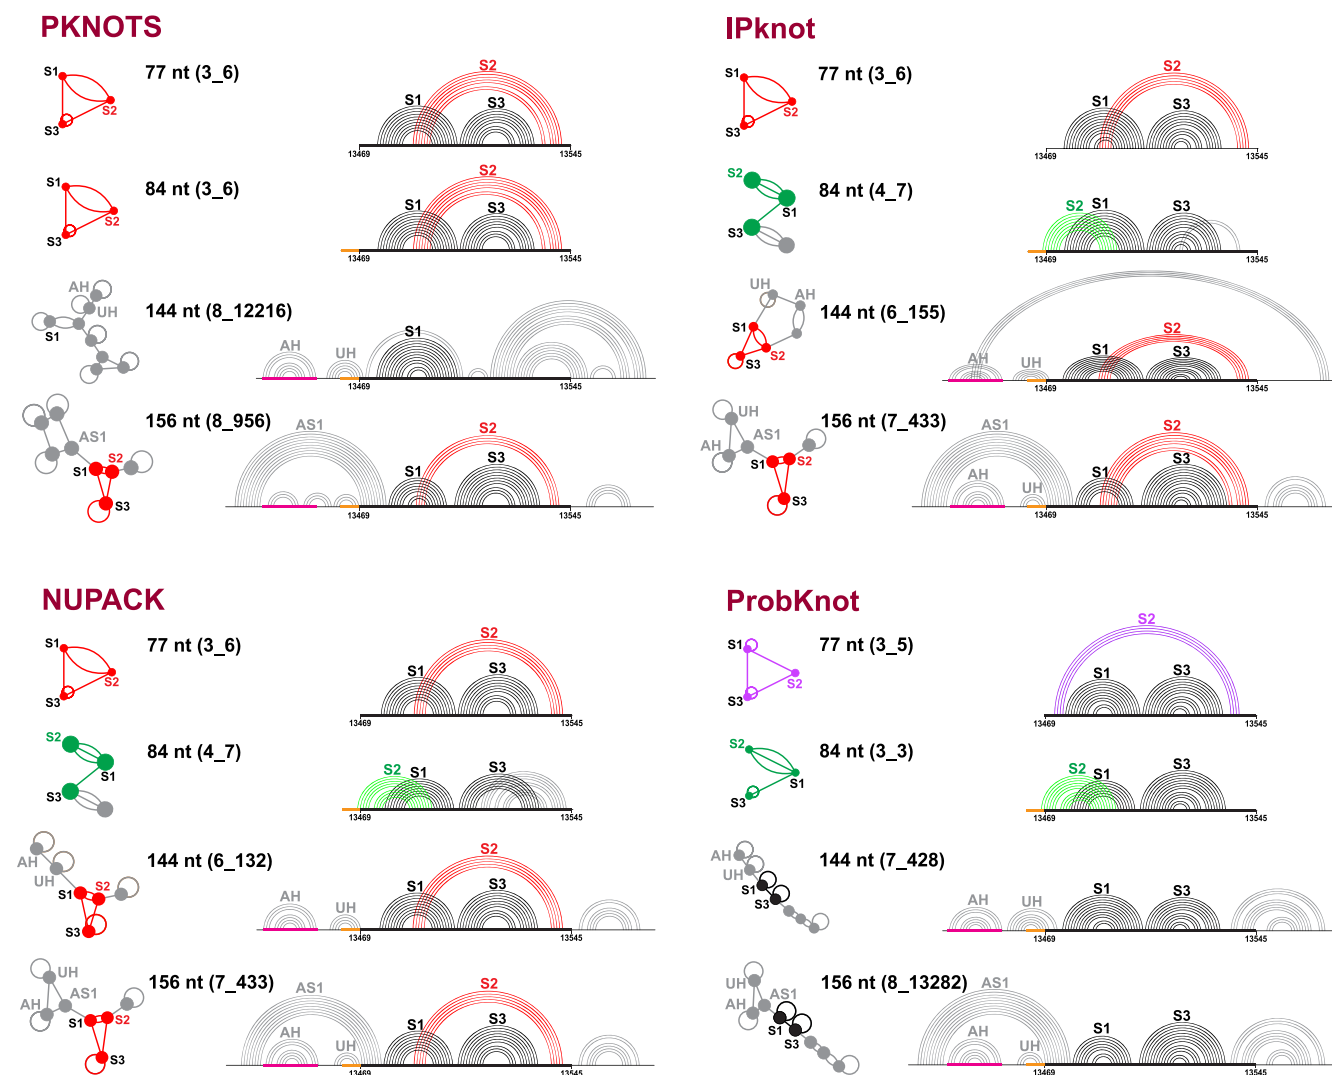 PKNOTS
S1
S2
S3
77 nt (3_6)
S2
S1
S3
13469
13545
S1
S2
S3
84 nt (3_6)
S2
S1
S3
13469
13545
AH
UH
S1
144 nt (8_12216)
AH
UH
S1
13469
13545
AS1
S1
S2
S3
156 nt (8_956)
AS1
S1
S2
S3
13469
13545
IPknot
S1
S2
S3
77 nt (3_6)
S2
S1
S3
13469
13545
S2
S1
S3
84 nt (4_7)
S2
S1
S3
13469
13545
UH
AH
S1
S2
S3
144 nt (6_155)
AH
UH
S1
S2
S3
13469
13545
UH
AH
AS1
S1
S2
S3
156 nt (7_433)
AS1
AH
UH
S1
S2
S3
13469
13545
NUPACK
S1
S2
S3
77 nt (3_6)
S2
S1
S3
13469
13545
S2
S1
S3
84 nt (4_7)
S2
S1
S3
13469
13545
AH
UH
S1
S2
S3
144 nt (6_132)
AH
UH
S1
S2
S3
13469
13545
UH
AH
AS1
S1
S2
S3
156 nt (7_433)
AS1
AH
UH
S1
S2
S3
13469
13545
ProbKnot
S1
S2
S3
77 nt (3_5)
S2
S1
S3
13469
13545
S2
S1
S3
84 nt (3_3)
S2
S1
S3
13469
13545
AH
UH
S1
S3
144 nt (7_428)
AH
UH
S1
S3
13469
13545
UH
AH
AS1
S1
S3
156 nt (8_13282)
AS1
AH
UH
S1
S3
13469
13545